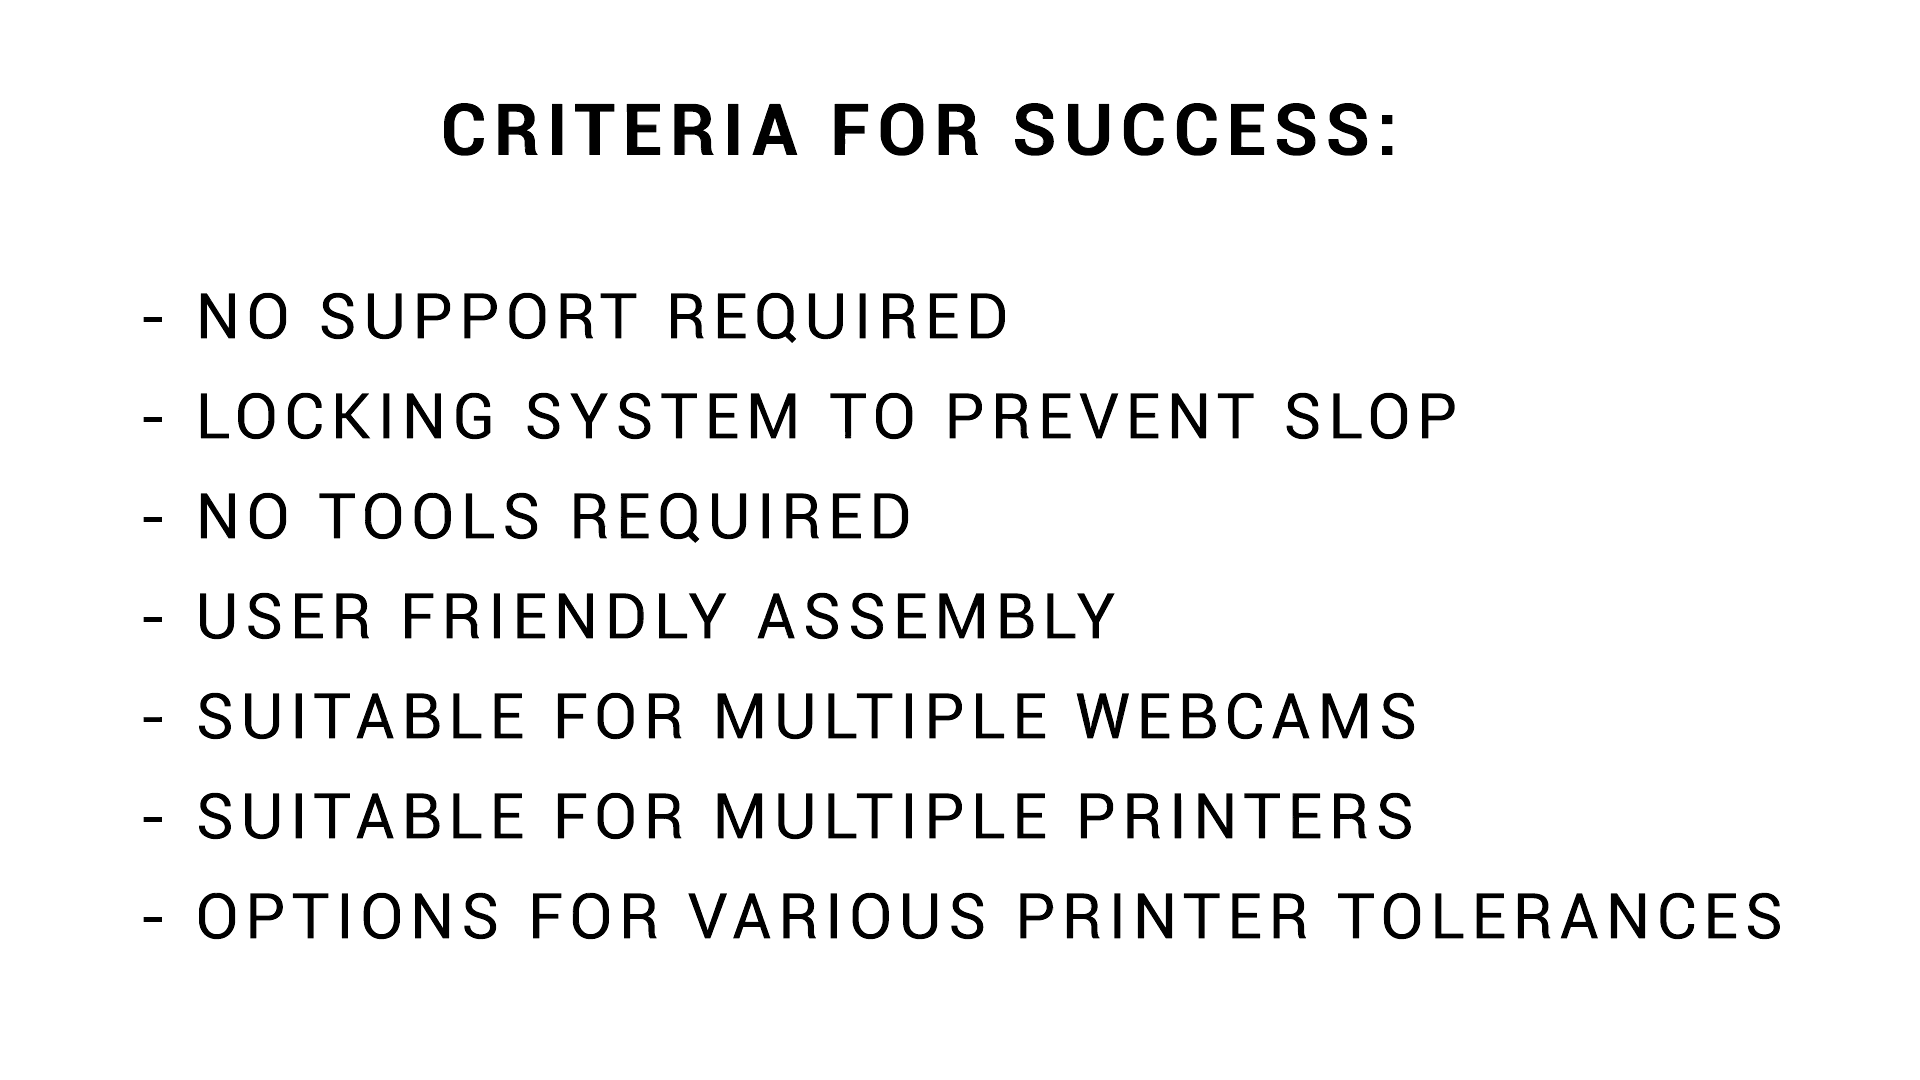 CRITERIA FOR SUCCESS:
- NO SUPPORT REQUIRED
- LOCKING SYSTEM TO PREVENT SLOP
- NO TOOLS REQUIRED
- USER FRIENDLY ASSEMBLY
- SUITABLE FOR MULTIPLE WEBCAMS
- SUITABLE FOR MULTIPLE PRINTERS
- OPTIONS FOR VARIOUS PRINTER TOLERANCES